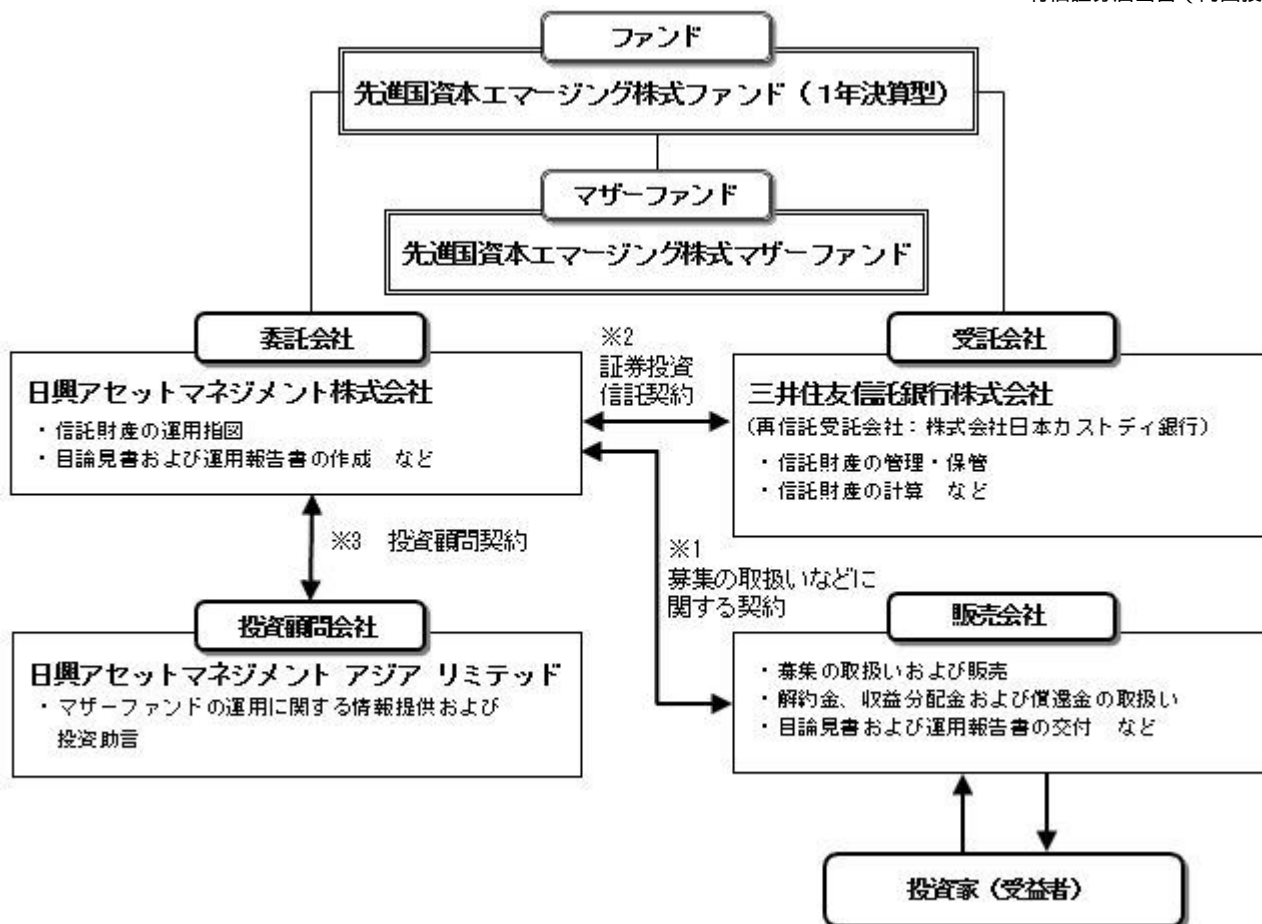 ファンド
先進国資本エマージング株式ファンド（1年決算型）
マザーファンド
先進国資本エマージング株式マザーファンド
委託会社
日興アセットマネジメント株式会社
・信託財産の運用指図
・目論見書および運用報告書の作成　など
※2
証券投資
信託契約
受託会社
三井住友信託銀行株式会社
(再信託受託会社：株式会社日本カストディ銀行)
・信託財産の管理・保管
・信託財産の計算　など
※3　投資顧問契約
※1
募集の取扱いなどに
関する契約
投資顧問会社
日興アセットマネジメント アジア リミテッド
・マザーファンドの運用に関する情報提供および
投資助言
販売会社
・募集の取扱いおよび販売
・解約金、収益分配金および償還金の取扱い
・目論見書および運用報告書の交付　など
投資家（受益者）